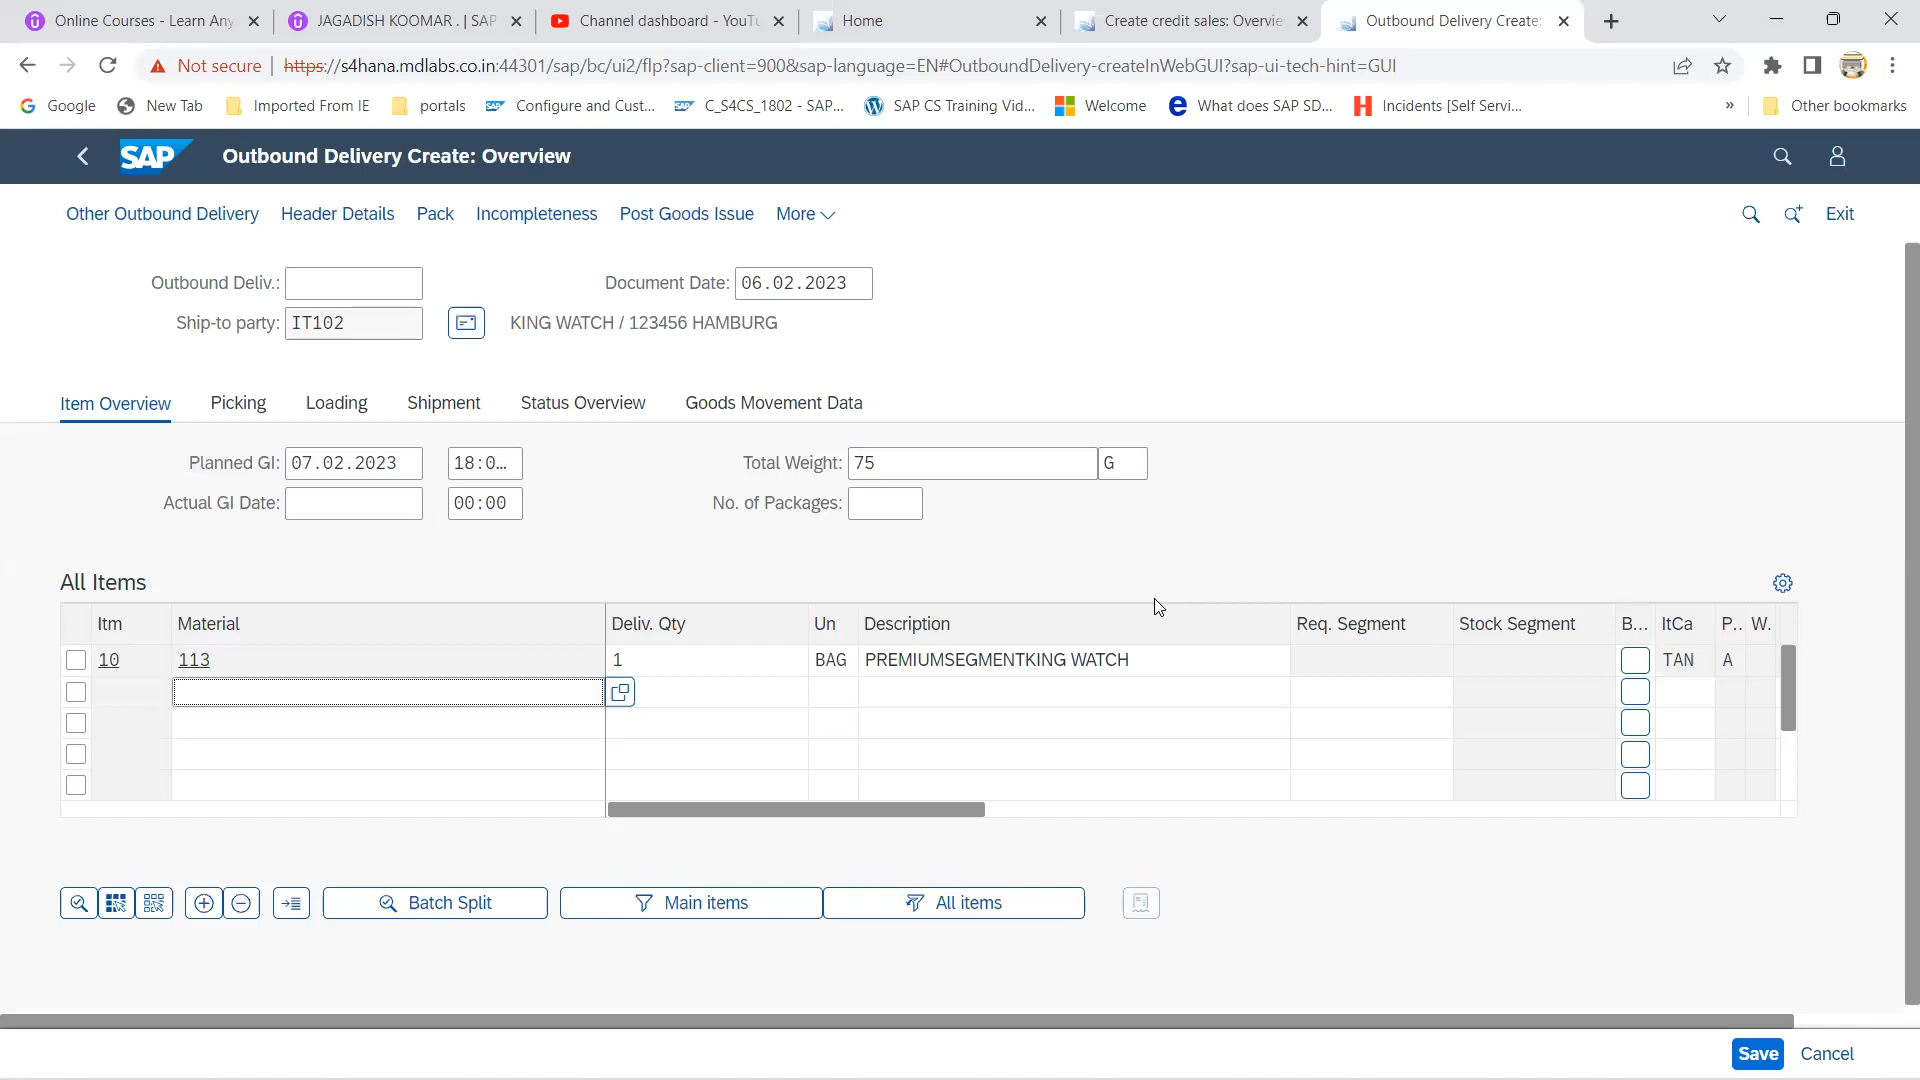 Online Courses - Learn Any
JAGADISH KOOMAR . | SAP
Channel dashboard - YouTu
Home
Create credit sales: Overvie
Outbound Delivery Create:
Not secure
https://s4hana.mdlabs.co.in:44301/sap/bc/ui2/flp?sap-client=900&sap-language=EN#OutboundDelivery-createInWebGUI?sap-ui-tech-hint=GUI
Google
New Tab
Imported From IE
portals
Configure and Cust...
C_S4CS_1802 - SAP...
SAP CS Training Vid...
Welcome
What does SAP SD...
Incidents [Self Servi...
»
Other bookmarks
SAP
Outbound Delivery Create: Overview
Other Outbound Delivery
Header Details
Pack
Incompleteness
Post Goods Issue
More
Exit
Outbound Deliv.:
Document Date: 06.02.2023
Ship-to party: IT102
KING WATCH / 123456 HAMBURG
Item Overview
Picking
Loading
Shipment
Status Overview
Goods Movement Data
Planned GI: 07.02.2023 18:0...
Total Weight: 75 G
Actual GI Date: 00:00
No. of Packages:
All Items
Itm Material Deliv. Qty Un Description Req. Segment Stock Segment B... ItCa P.. W.
10 113 1 BAG PREMIUMSEGMENTKING WATCH TAN A
Batch Split
Main items
All items
Save
Cancel